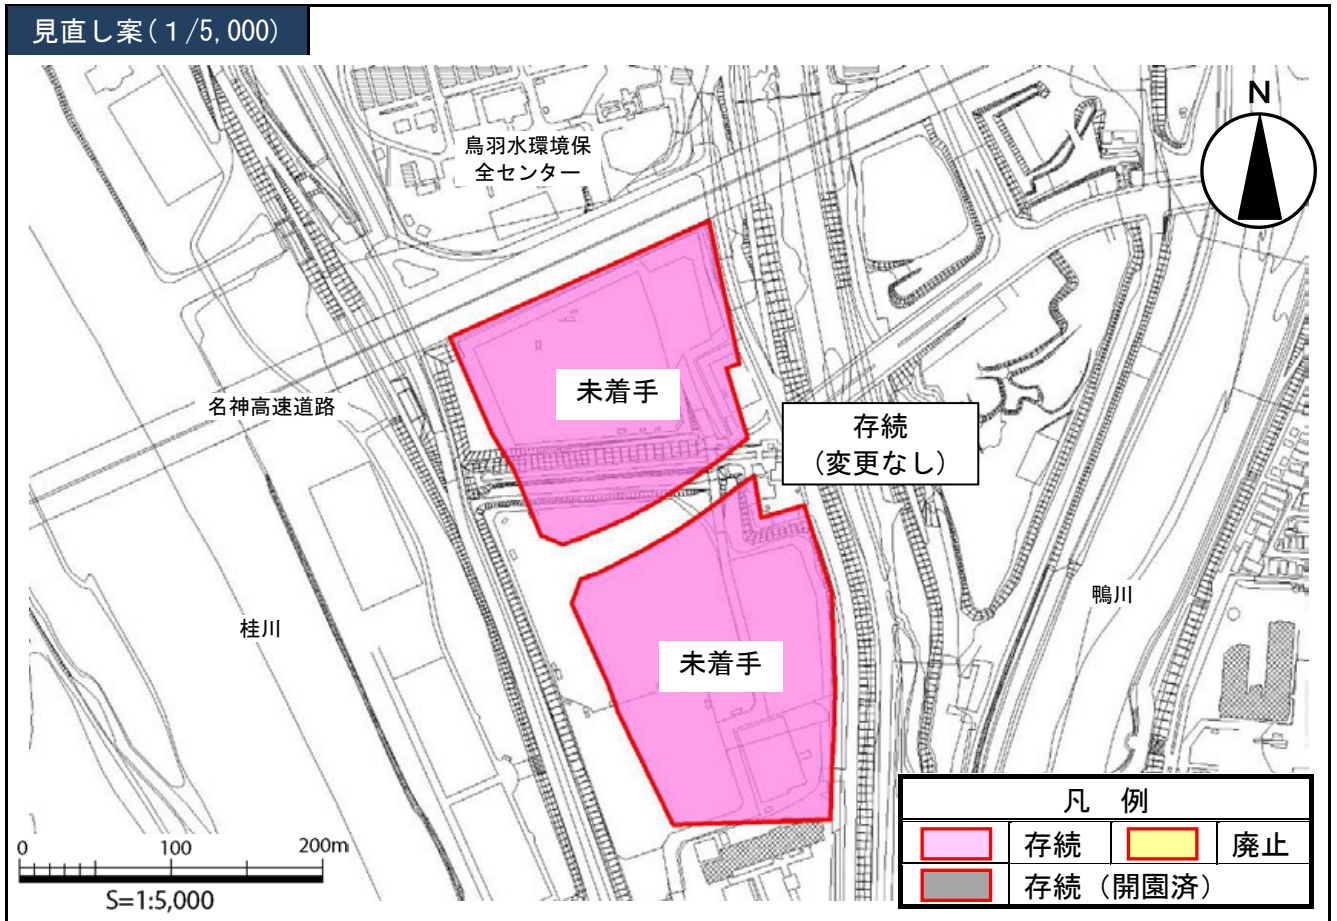 見直し案(１/5,000)
N
鳥羽水環境保
全センター
未着手
名神高速道路
存続
（変更なし）
鴨川
桂川
未着手
凡 例
存続
廃止
存続（開園済）
0 100 200m
S=1:5,000